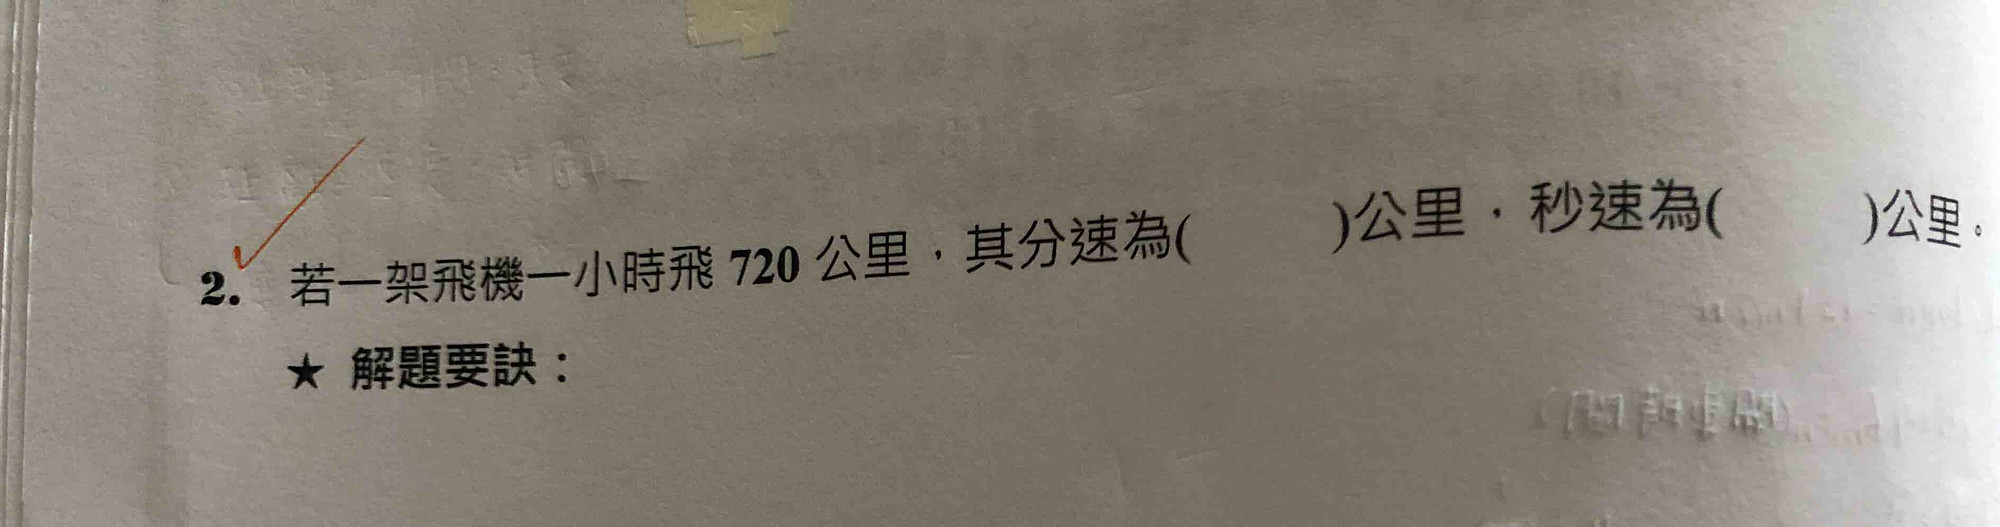 2. 若一架飛機一小時飛 720 公里，其分速為(　　　)公里，秒速為(　　　)公里。
★ 解題要訣：